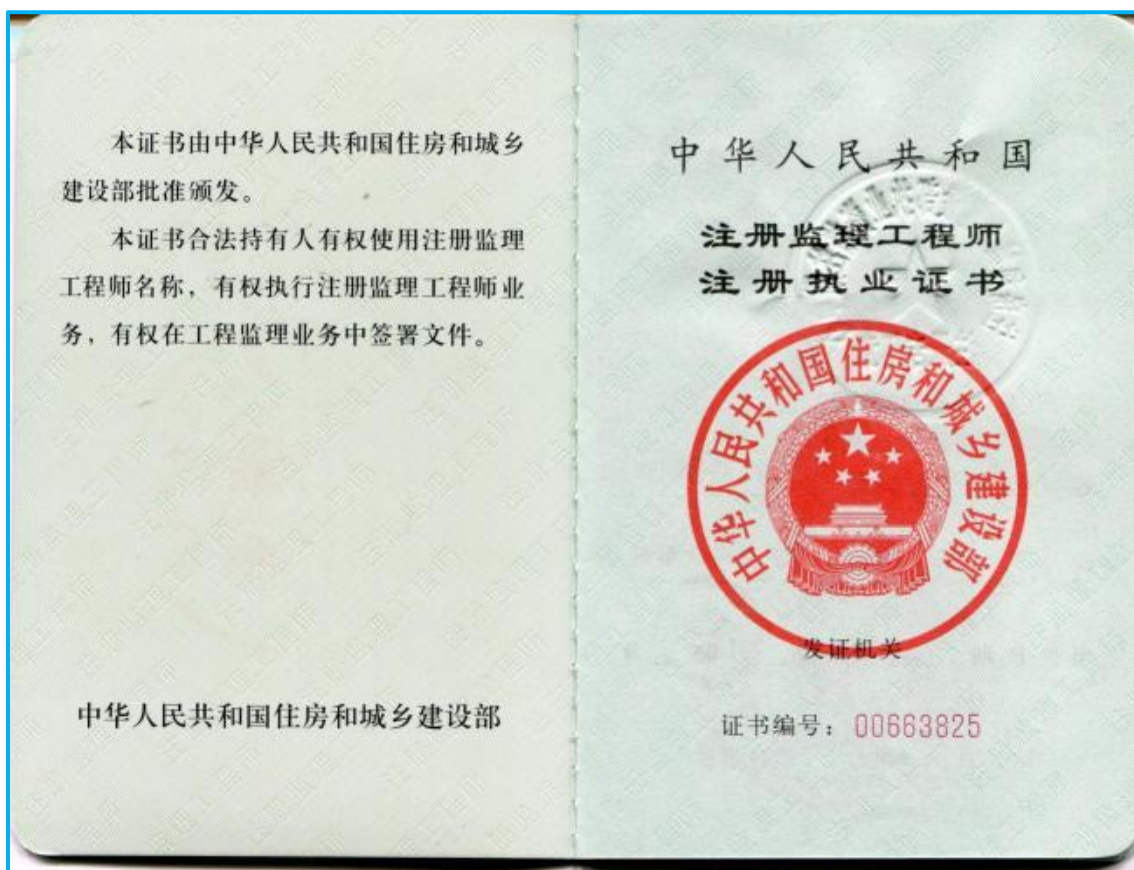 本证书由中华人民共和国住房和城乡
建设部批准颁发。
本证书合法持有人有权使用注册监理
工程师名称，有权执行注册监理工程师业
务，有权在工程监理业务中签署文件。
中华人民共和国住房和城乡建设部
中华人民共和国
注册监理工程师
注册执业证书
中华人民共和国住房和城乡建设部
发证机关
证书编号：00663825